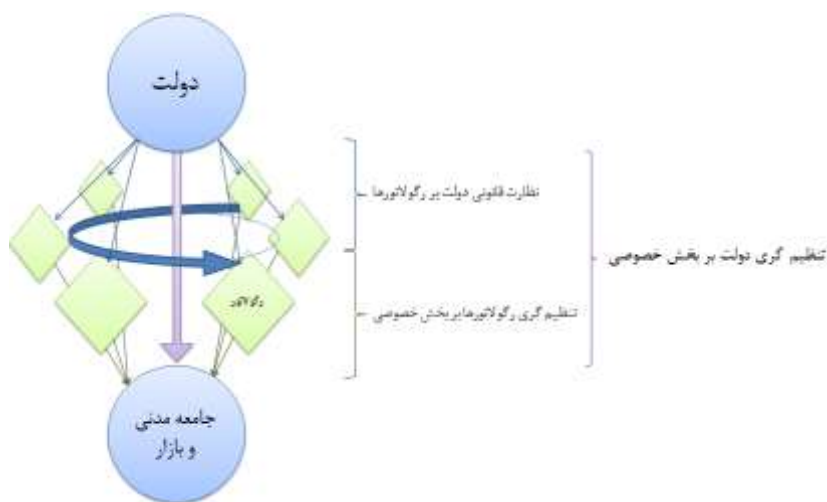 دولت
نظارت قانونی دولت بر رگولاتورها
تنظیم گری دولت بر بخش خصوصی
رگولاتور
تنظیم گری رگولاتورها بر بخش خصوصی
جامعه مدنی
و بازار